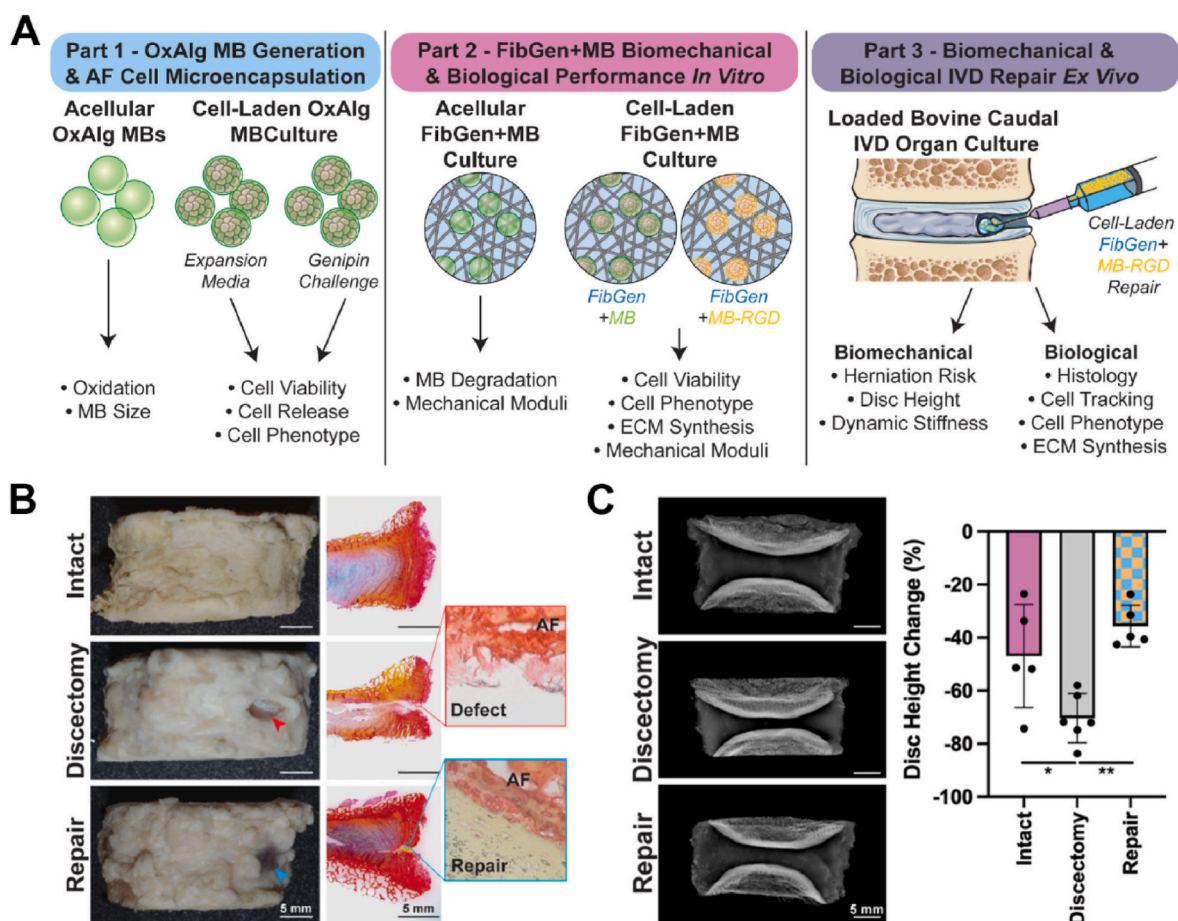 A
Part 1 - OxAlg MB Generation
& AF Cell Microencapsulation
Acellular
OxAlg MBs
Cell-Laden OxAlg
MBCulture
Expansion
Media
Genipin
Challenge
• Oxidation
• MB Size
• Cell Viability
• Cell Release
• Cell Phenotype
Part 2 - FibGen+MB Biomechanical
& Biological Performance In Vitro
Acellular
FibGen+MB
Culture
Cell-Laden
FibGen+MB
Culture
FibGen
+MB
FibGen
+MB-RGD
• MB Degradation
• Mechanical Moduli
• Cell Viability
• Cell Phenotype
• ECM Synthesis
• Mechanical Moduli
Part 3 - Biomechanical &
Biological IVD Repair Ex Vivo
Loaded Bovine Caudal
IVD Organ Culture
Cell-Laden
FibGen+
MB-RGD
Repair
Biomechanical
• Herniation Risk
• Disc Height
• Dynamic Stiffness
Biological
• Histology
• Cell Tracking
• Cell Phenotype
• ECM Synthesis
B
Intact
Discectomy
Repair
AF
Defect
AF
Repair
5 mm
5 mm
C
Intact
Discectomy
Repair
5 mm
Disc Height Change (%)
0
-20
-40
-60
-80
-100
*
**
Intact
Discectomy
Repair